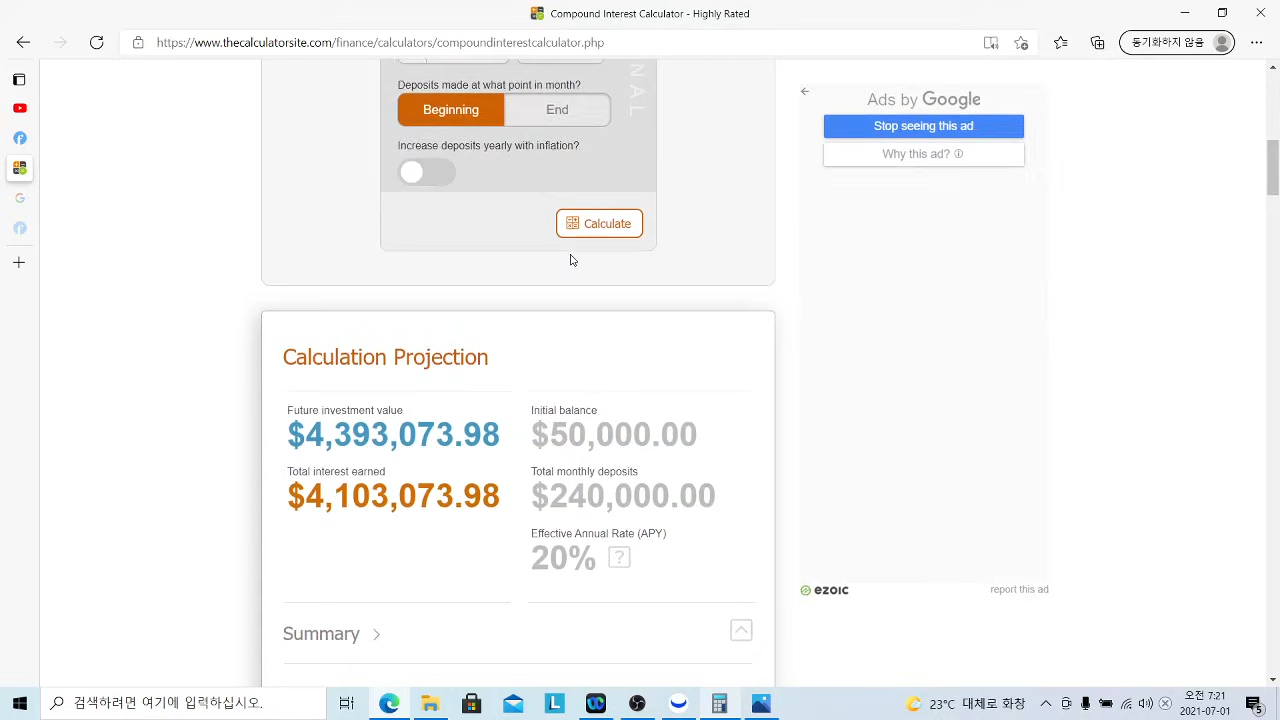 Compound Interest Calculator - Highly Rated
https://www.thecalculatorsite.com/finance/calculators/compoundinterestcalculator.php
동기화하지 않음
Deposits made at what point in month?
Beginning
End
NAL
Increase deposits yearly with inflation?
Calculate
Calculation Projection
Future investment value
Initial balance
$4,393,073.98
$50,000.00
Total interest earned
Total monthly deposits
$4,103,073.98
$240,000.00
Effective Annual Rate (APY)
20% ?
Summary
Ads by Google
Stop seeing this ad
Why this ad?
ezoic
report this ad
검색하려면 여기에 입력하십시오.
23°C 대체로 화창
오전 7:21
2021-07-01
5